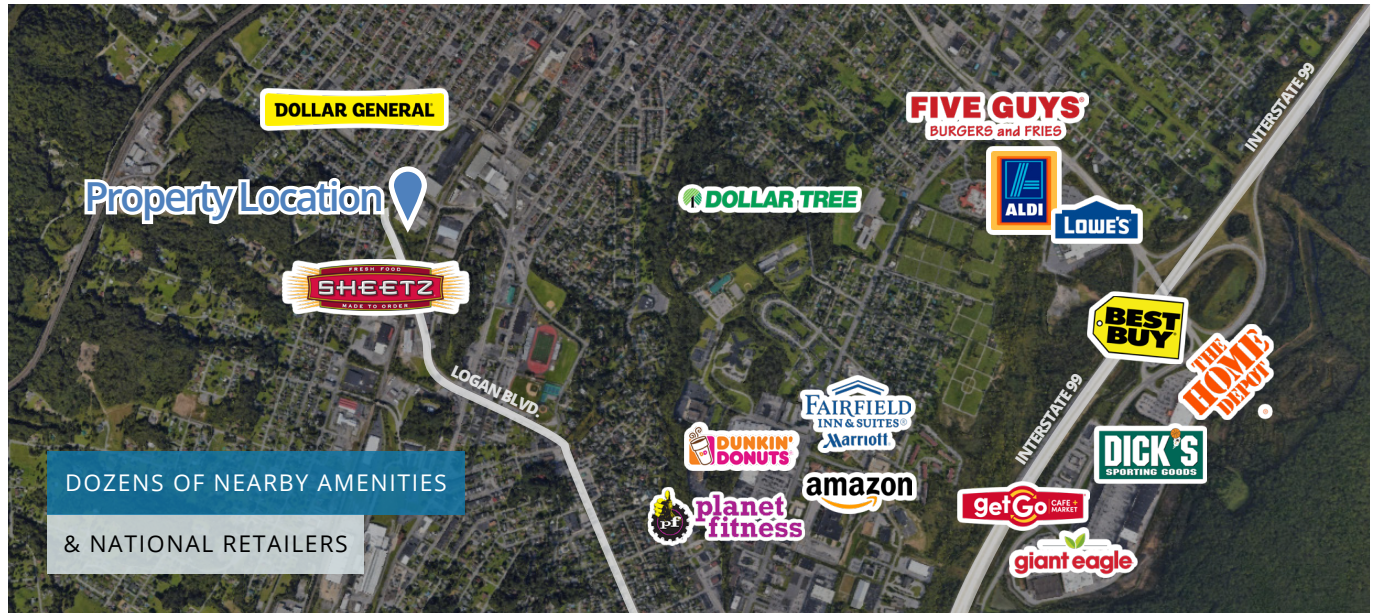 DOLLAR GENERAL
Property Location
FRESH FOOD
SHEETZ
MADE TO ORDER
LOGAN BLVD.
DOLLAR TREE
FIVE GUYS®
BURGERS and FRIES
ALDI
LOWE'S
INTERSTATE 99
BEST
BUY
THE
HOME
DEPOT
INTERSTATE 99
FAIRFIELD
INN & SUITES®
Marriott
DUNKIN'
DONUTS
DICK'S
SPORTING GOODS
amazon
pf
planet
fitness
getGo CAFE +
MARKET
giant eagle
DOZENS OF NEARBY AMENITIES
& NATIONAL RETAILERS